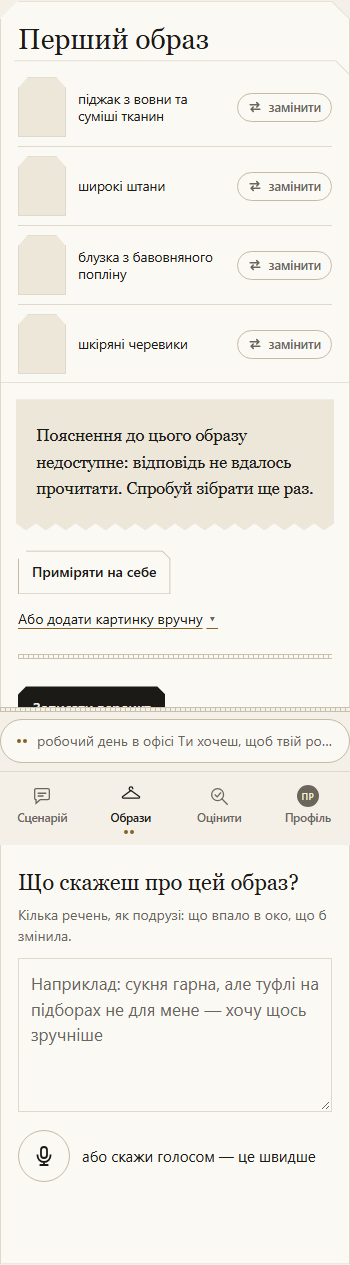 Перший образ
піджак з вовни та
суміші тканин
замінити
широкі штани
замінити
блузка з бавовняного
попліну
замінити
шкіряні черевики
замінити
Пояснення до цього образу
недоступне: відповідь не вдалось
прочитати. Спробуй зібрати ще раз.
Приміряти на себе
Або додати картинку вручну
робочий день в офісі Ти хочеш, щоб твій ро...
Сценарій
Образи
Оцінити
ПР
Профіль
Що скажеш про цей образ?
Кілька речень, як подрузі: що впало в око, що б
змінила.
Наприклад: сукня гарна, але туфлі на
підборах не для мене — хочу щось
зручніше
або скажи голосом — це швидше